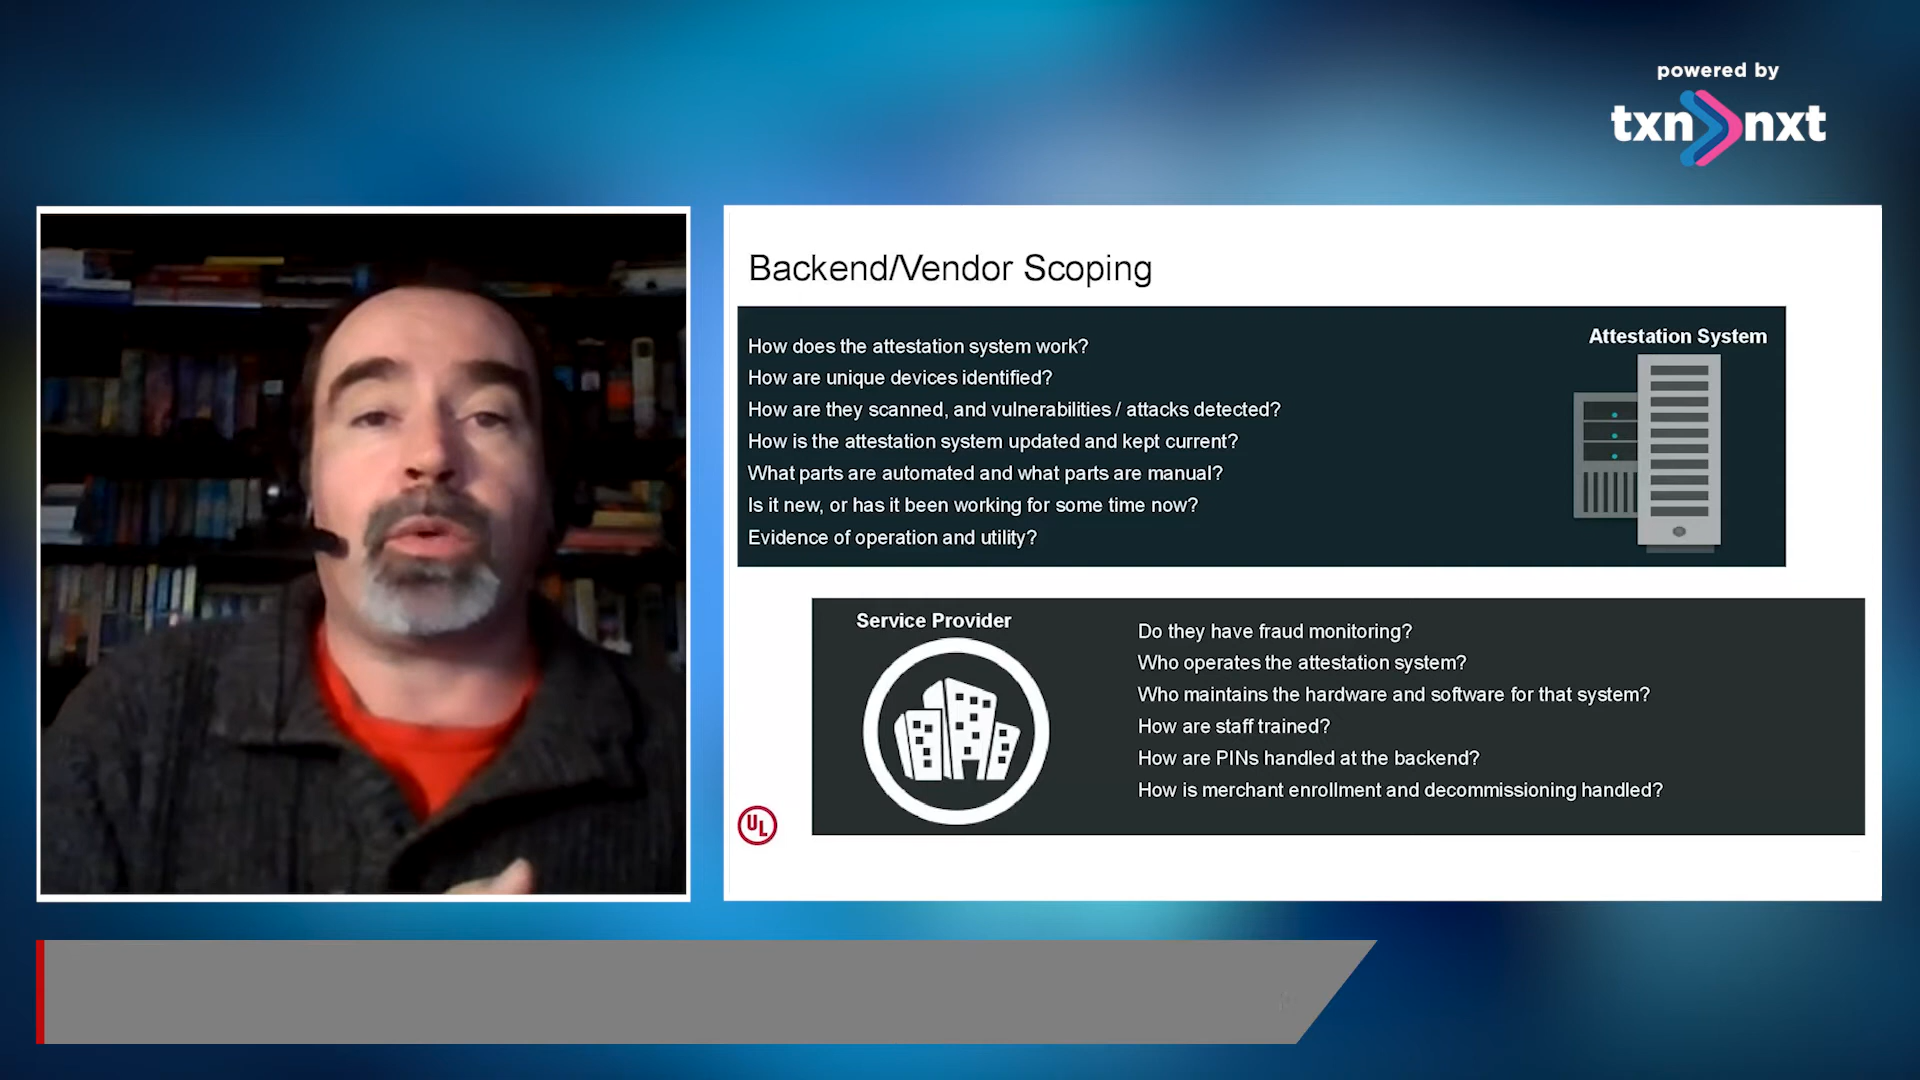 powered by
txn nxt
Backend/Vendor Scoping
Attestation System
How does the attestation system work?
How are unique devices identified?
How are they scanned, and vulnerabilities / attacks detected?
How is the attestation system updated and kept current?
What parts are automated and what parts are manual?
Is it new, or has it been working for some time now?
Evidence of operation and utility?
Service Provider
Do they have fraud monitoring?
Who operates the attestation system?
Who maintains the hardware and software for that system?
How are staff trained?
How are PINs handled at the backend?
How is merchant enrollment and decommissioning handled?
UL